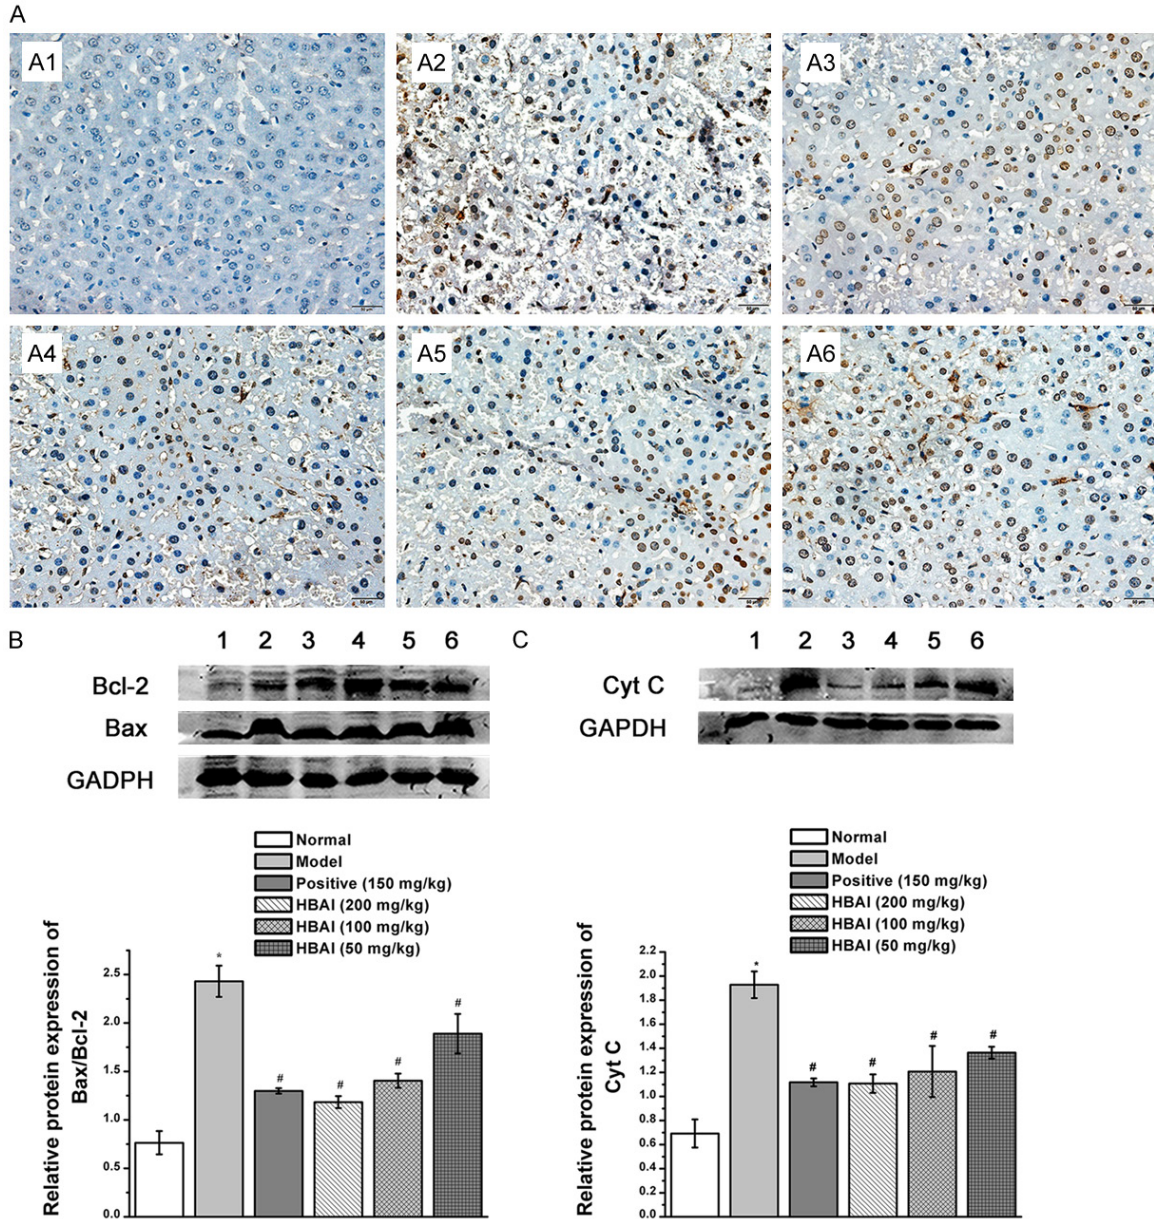 A
A1
A2
A3
A4
A5
A6
B
1 2 3 4 5 6
Bcl-2
Bax
GADPH
C
1 2 3 4 5 6
Cyt C
GAPDH
Normal
Model
Positive (150 mg/kg)
HBAI (200 mg/kg)
HBAI (100 mg/kg)
HBAI (50 mg/kg)
Relative protein expression of
Bax/Bcl-2
2.5
2.0
1.5
1.0
0.5
0.0
*
#
#
#
#
Normal
Model
Positive (150 mg/kg)
HBAI (200 mg/kg)
HBAI (100 mg/kg)
HBAI (50 mg/kg)
Relative protein expression of
Cyt C
2.2
2.0
1.8
1.6
1.4
1.2
1.0
0.8
0.6
0.4
0.2
0.0
*
#
#
#
#